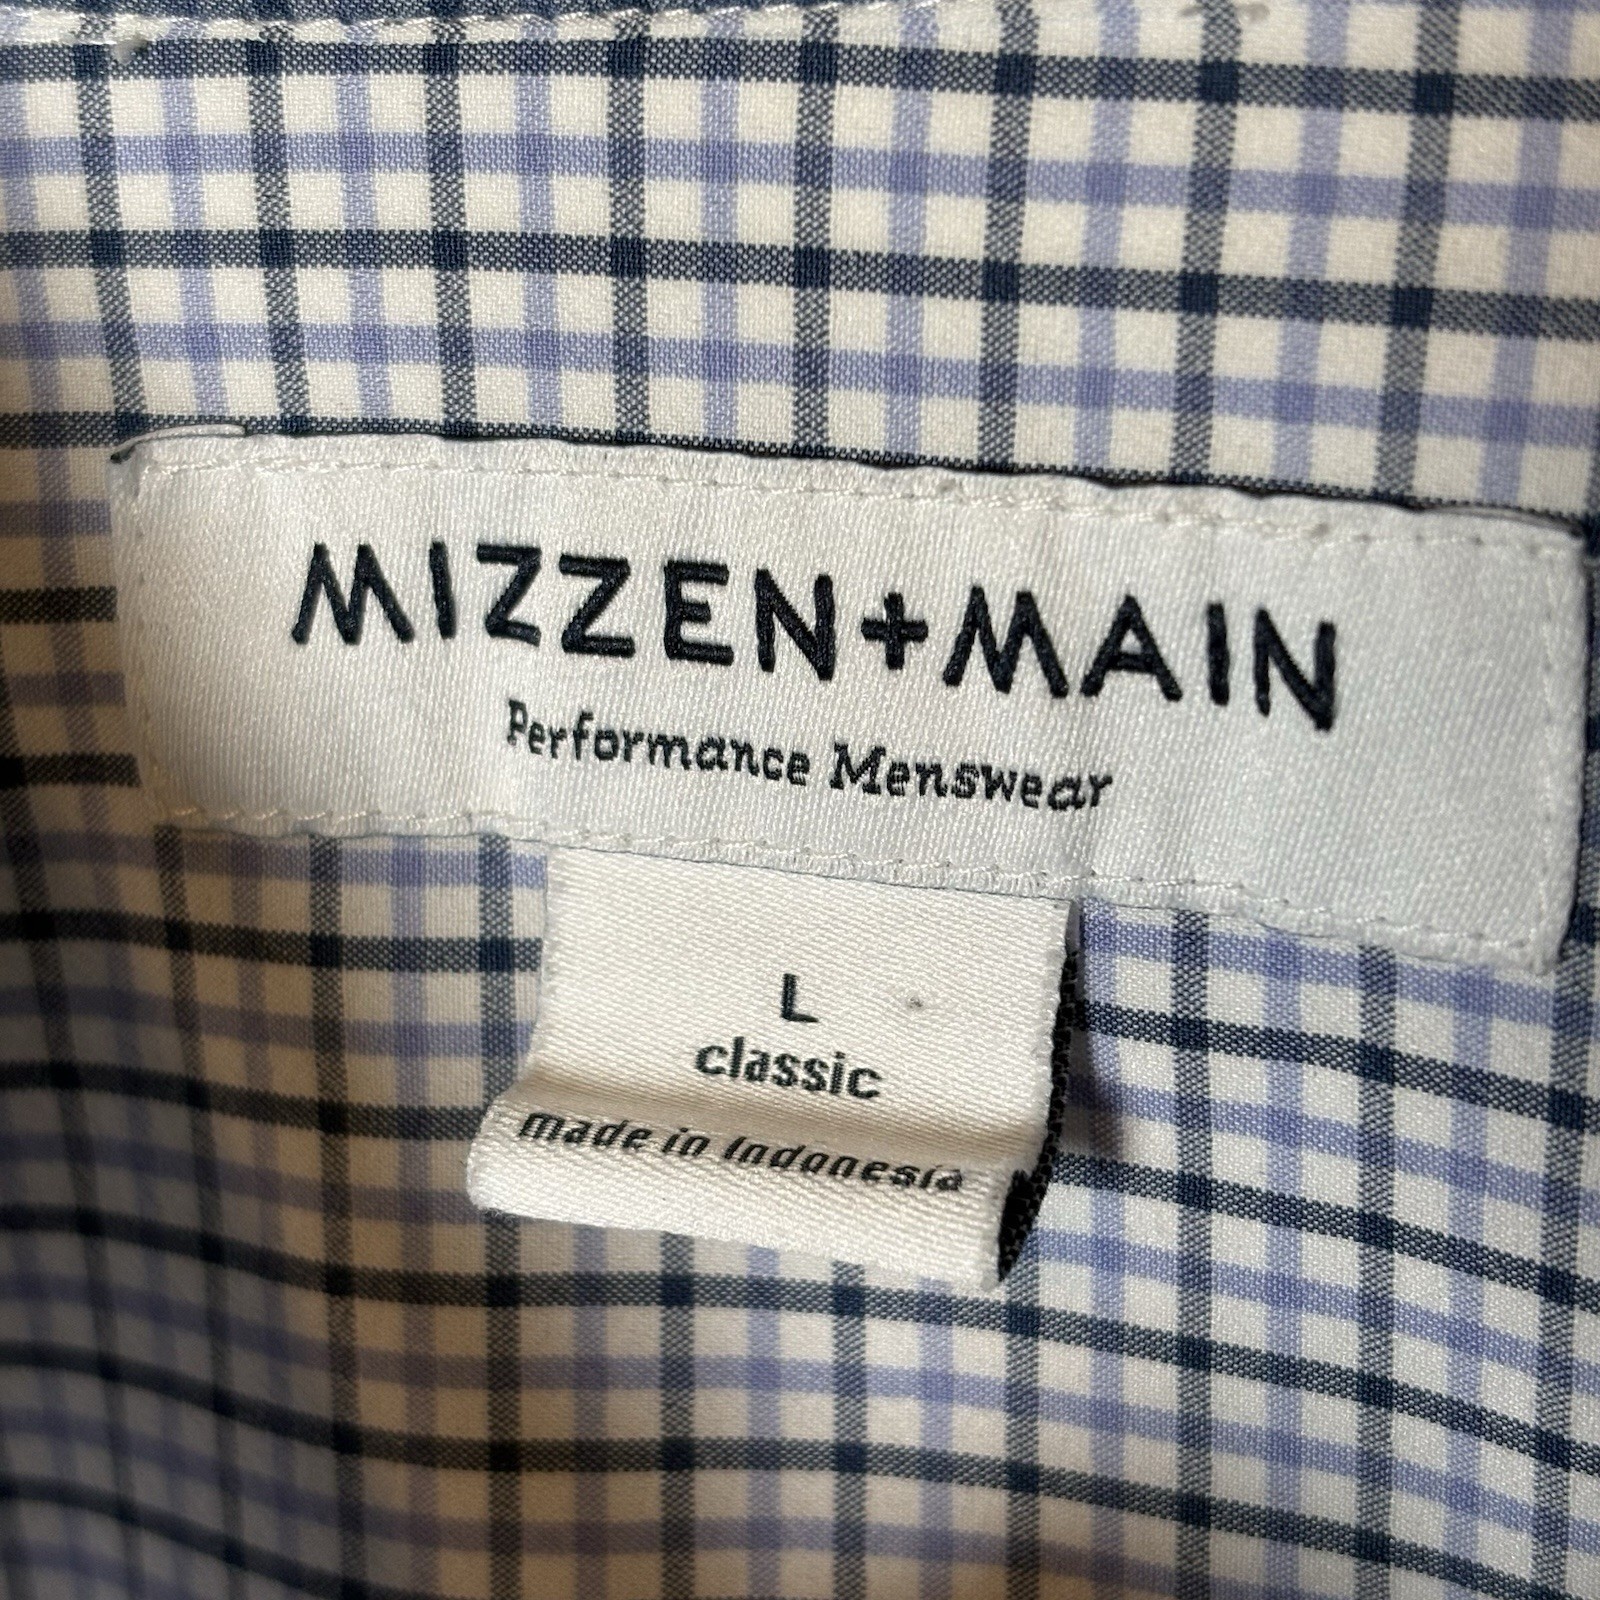 MIZZEN+MAIN
Performance Menswear
L
classic
made in Indonesia